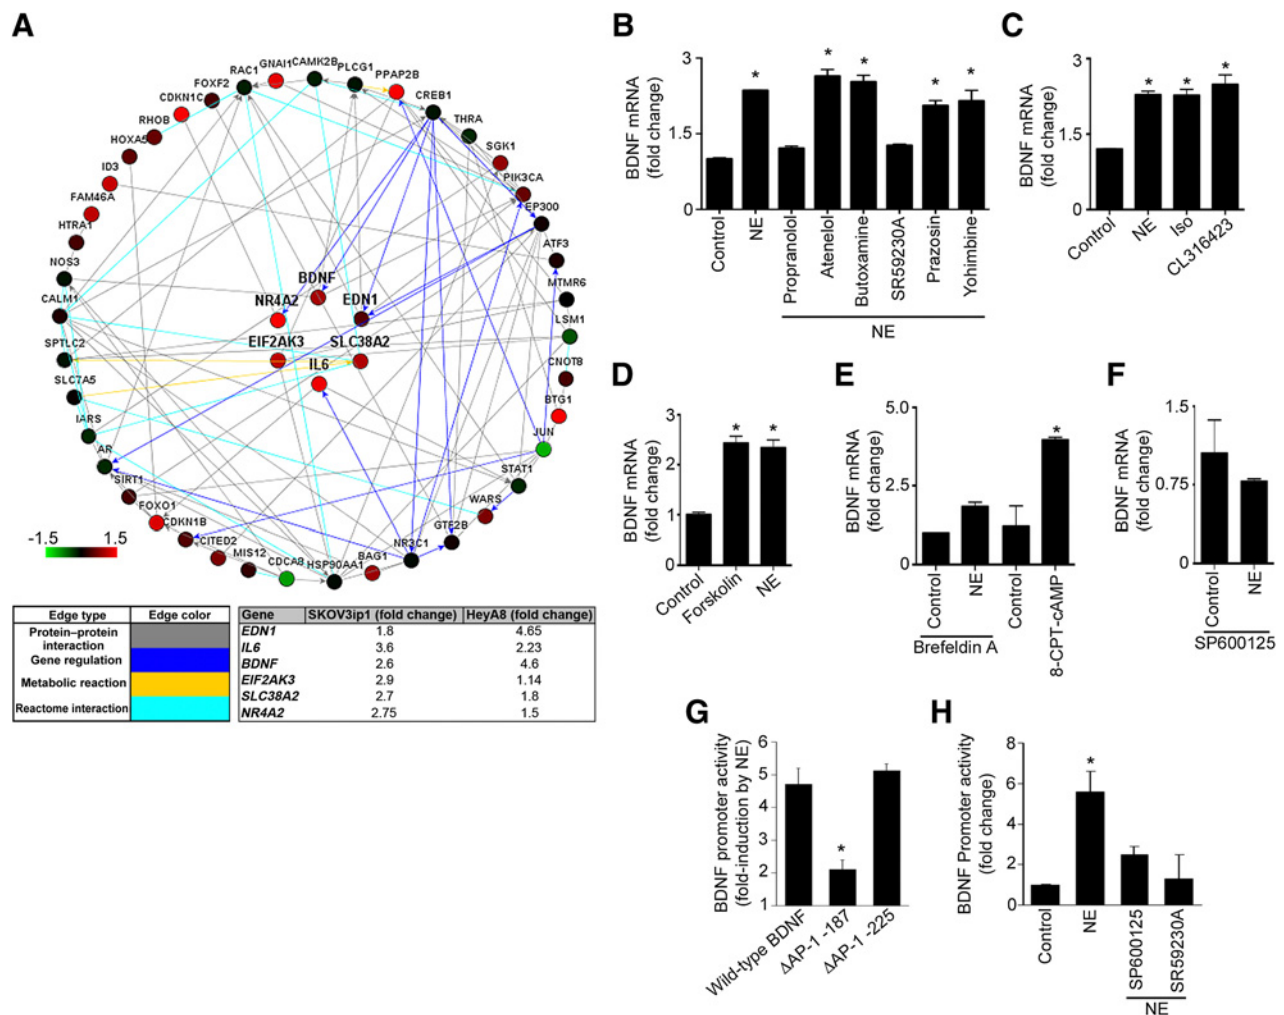 A
GNAI1
CAMK2B
RAC1
PLCG1
FOXF2
PPAP2B
CDKN1C
CREB1
RHOB
THRA
HOXA5
SGK1
ID3
PIK3CA
FAM46A
EP300
HTRA1
ATF3
NOS3
MTMR6
BDNF
CALM1
NR4A2
EDN1
LSM1
SPTLC2
EIF2AK3
SLC38A2
CNOT8
SLC7A5
IL6
BTG1
IARS
JUN
AR
STAT1
SIRT1
WARS
FOXO1
CDKN1B
GTF2B
CITED2
NR3C1
MIS12
BAG1
CDCA8
HSP90AA1
-1.5
1.5
Edge type Edge color
Protein–protein
interaction
Gene regulation
Metabolic reaction
Reactome interaction
Gene SKOV3ip1 (fold change) HeyA8 (fold change)
EDN1 1.8 4.65
IL6 3.6 2.23
BDNF 2.6 4.6
EIF2AK3 2.9 1.14
SLC38A2 2.7 1.8
NR4A2 2.75 1.5
B
BDNF mRNA
(fold change)
3
1.5
0
*
*
*
*
*
Control
NE
Propranolol
Atenelol
Butoxamine
SR59230A
Prazosin
Yohimbine
NE
C
BDNF mRNA
(fold change)
3
1.5
0
*
*
*
Control
NE
Iso
CL316423
D
BDNF mRNA
(fold change)
3
2
1
0
*
*
Control
Forskolin
NE
E
BDNF mRNA
(fold change)
5.0
2.5
0
*
Control
NE
Control
8-CPT-cAMP
Brefeldin A
F
BDNF mRNA
(fold change)
1.5
0.75
0
Control
NE
SP600125
G
BDNF promoter activity
(fold-induction by NE)
6
5
4
3
2
1
*
Wild-type BDNF
ΔAP-1 -187
ΔAP-1 -225
H
BDNF Promoter activity
(fold change)
8
6
4
2
0
*
Control
NE
SP600125
SR59230A
NE